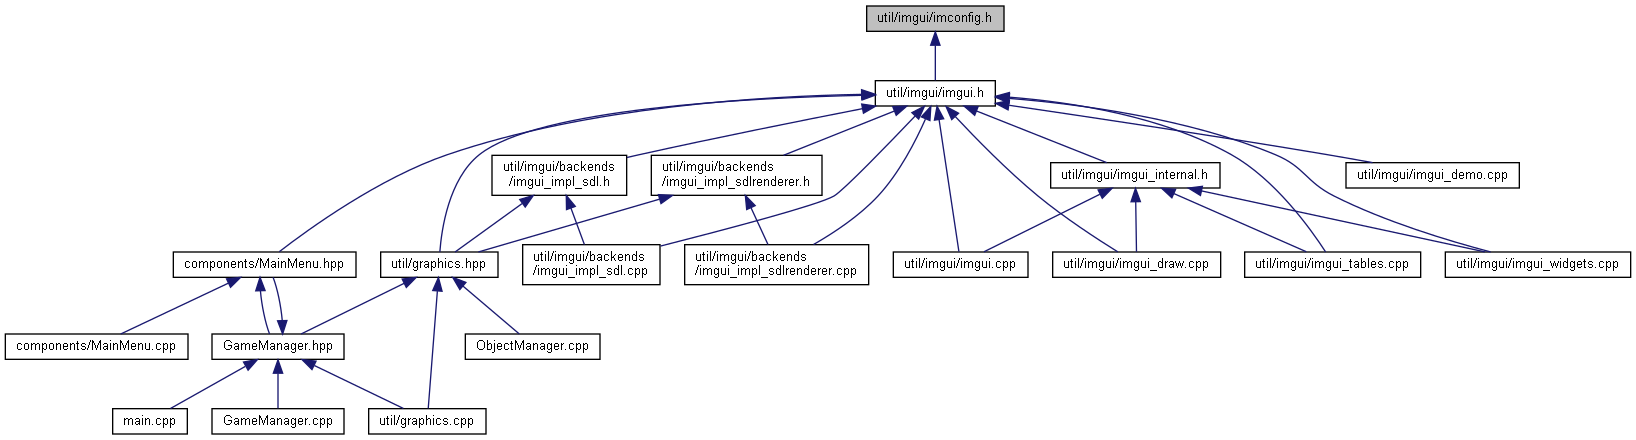 util/imgui/imconfig.h
util/imgui/imgui.h
util/imgui/backends
/imgui_impl_sdl.h
util/imgui/backends
/imgui_impl_sdlrenderer.h
util/imgui/imgui_internal.h
util/imgui/imgui_demo.cpp
components/MainMenu.hpp
util/graphics.hpp
util/imgui/backends
/imgui_impl_sdl.cpp
util/imgui/backends
/imgui_impl_sdlrenderer.cpp
util/imgui/imgui.cpp
util/imgui/imgui_draw.cpp
util/imgui/imgui_tables.cpp
util/imgui/imgui_widgets.cpp
components/MainMenu.cpp
GameManager.hpp
ObjectManager.cpp
main.cpp
GameManager.cpp
util/graphics.cpp